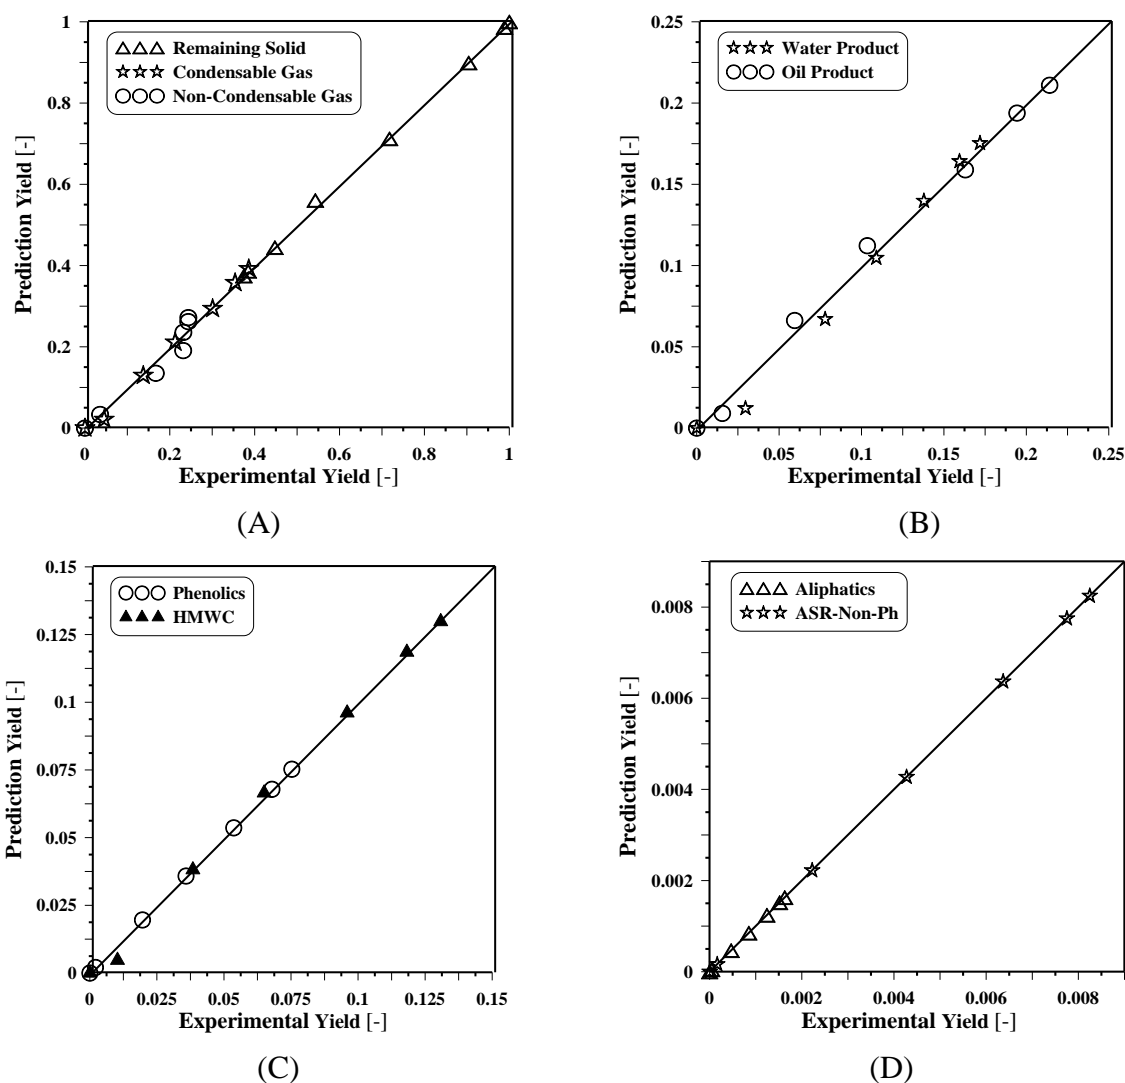 1
0.8
0.6
0.4
0.2
0
Prediction Yield [-]
Remaining Solid
Condensable Gas
Non-Condensable Gas
0 0.2 0.4 0.6 0.8 1
Experimental Yield [-]
(A)
0.25
0.2
0.15
0.1
0.05
0
Prediction Yield [-]
Water Product
Oil Product
0 0.05 0.1 0.15 0.2 0.25
Experimental Yield [-]
(B)
0.15
0.125
0.1
0.075
0.05
0.025
0
Prediction Yield [-]
Phenolics
HMWC
0 0.025 0.05 0.075 0.1 0.125 0.15
Experimental Yield [-]
(C)
0.008
0.006
0.004
0.002
0
Prediction Yield [-]
Aliphatics
ASR-Non-Ph
0 0.002 0.004 0.006 0.008
Experimental Yield [-]
(D)